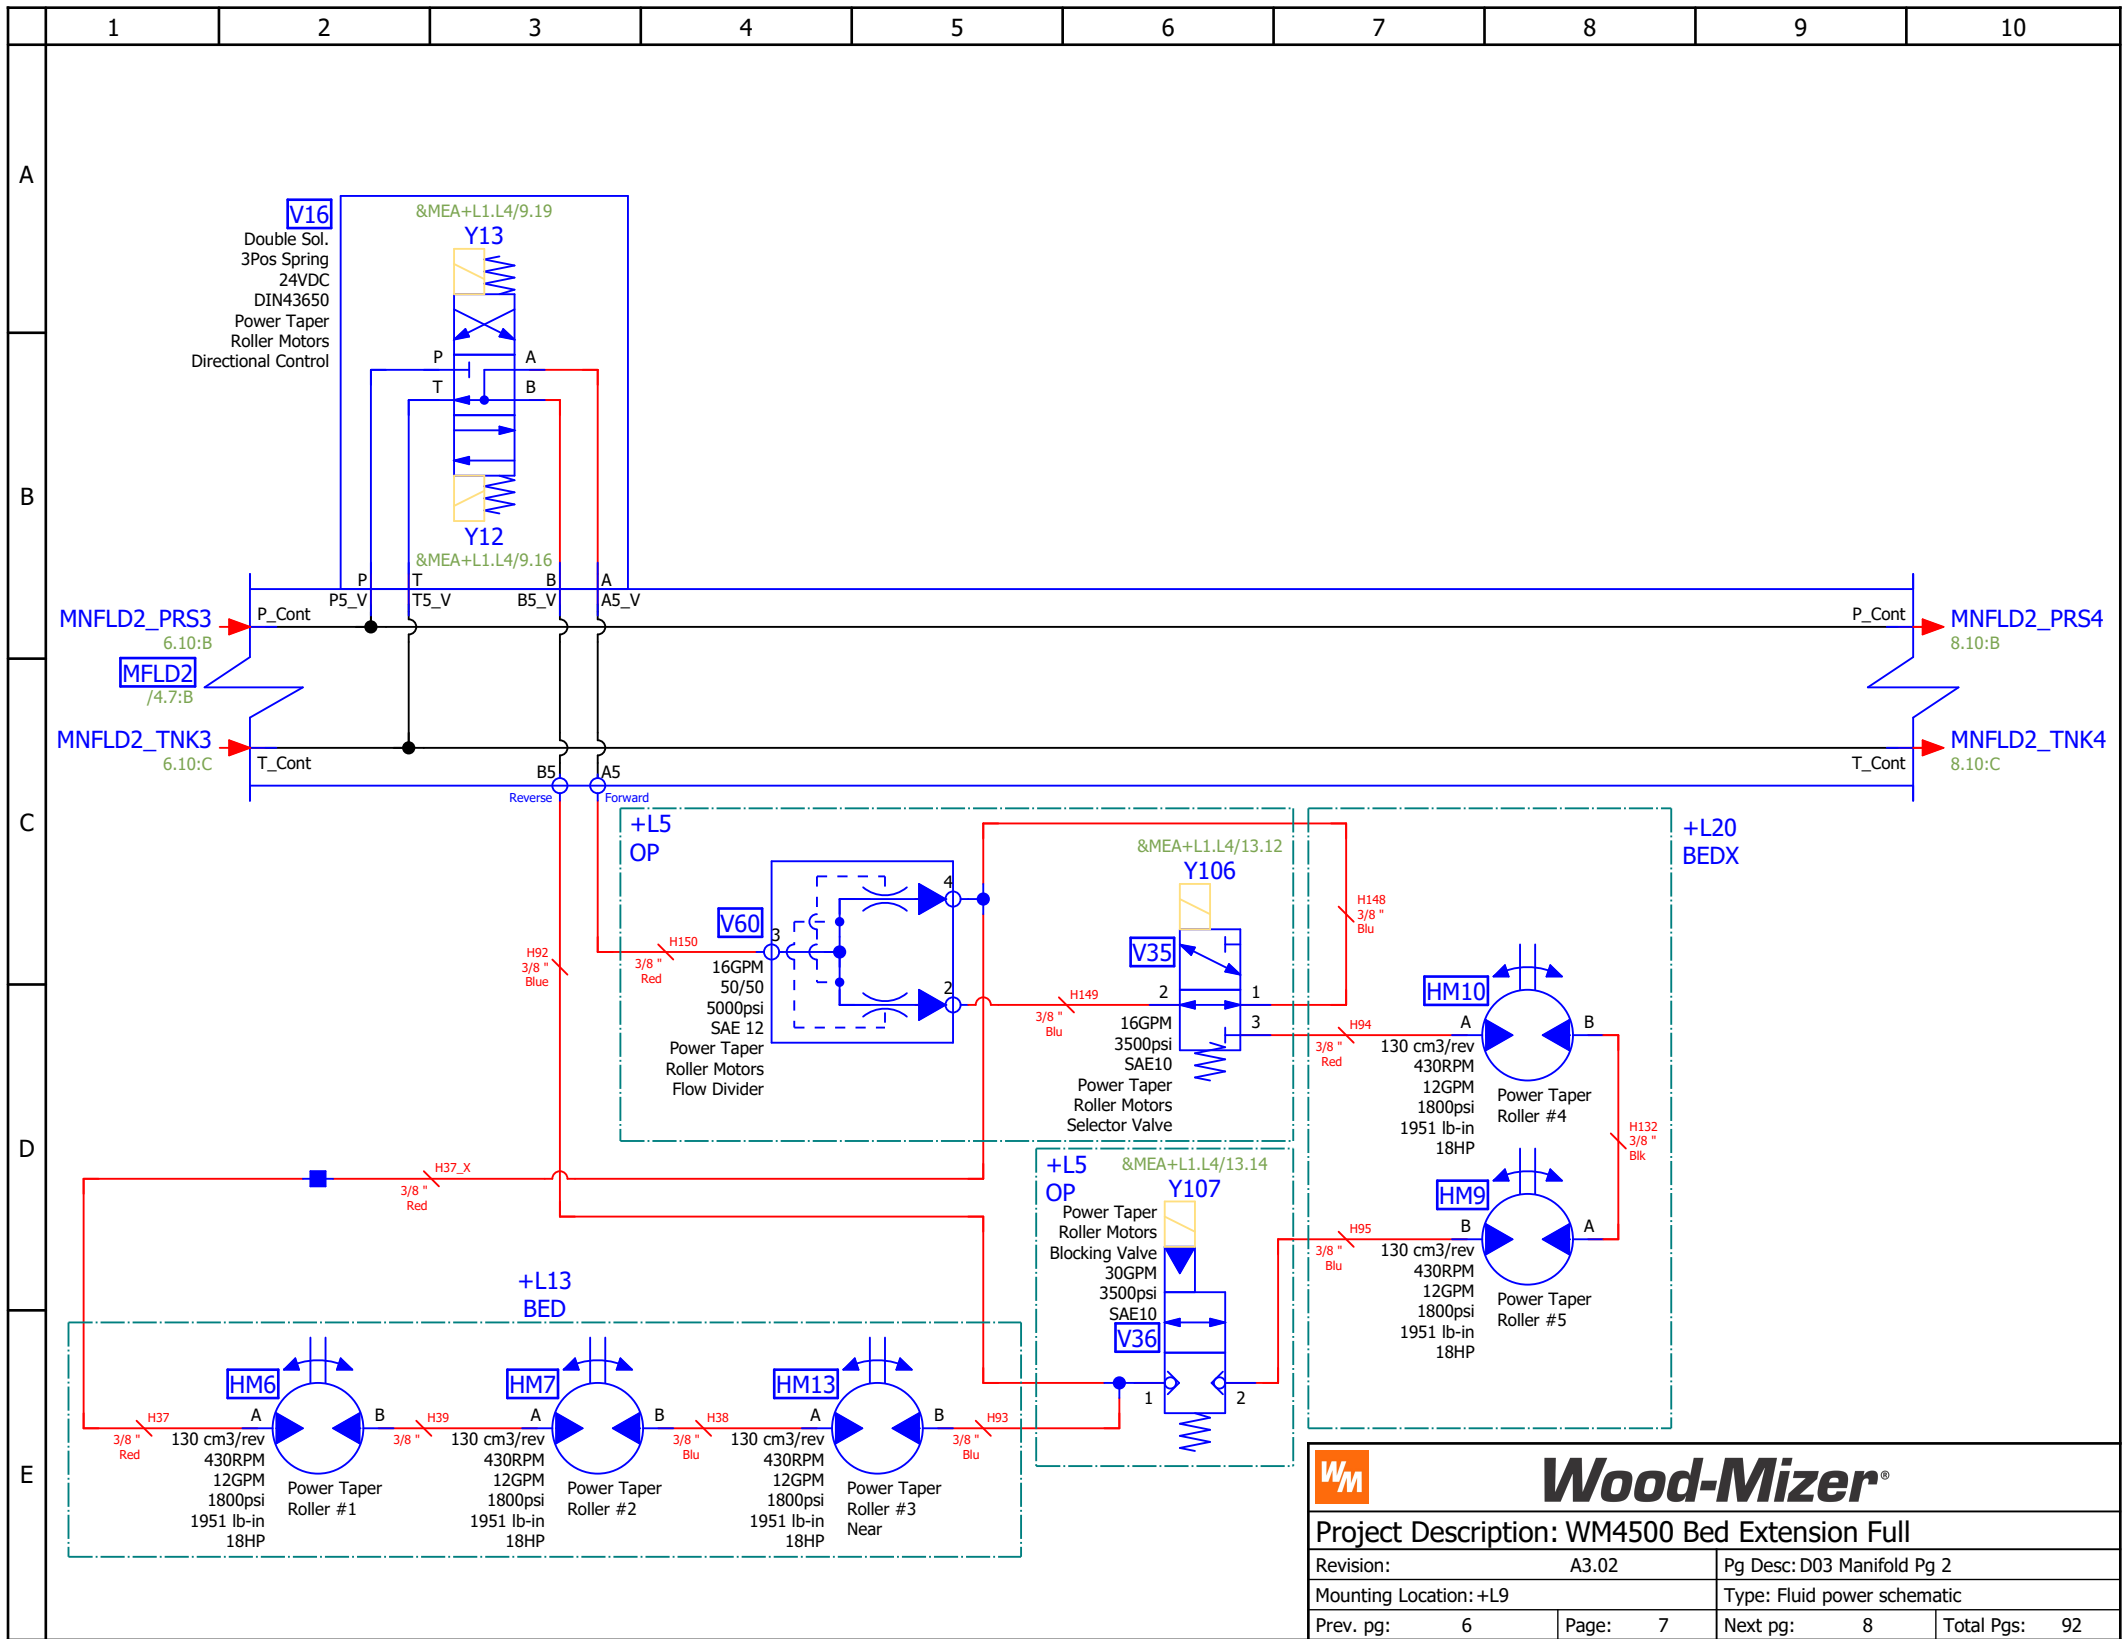 1 2 3 4 5 6 7 8 9 10
A
B
C
D
E
V16
Double Sol.
3Pos Spring
24VDC
DIN43650
Power Taper
Roller Motors
Directional Control
&MEA+L1.L4/9.19
Y13
P A
T B
Y12
&MEA+L1.L4/9.16
P T B A
P5_V T5_V B5_V A5_V
MNFLD2_PRS3
6.10:B
P_Cont
P_Cont
MNFLD2_PRS4
8.10:B
MFLD2
/4.7:B
MNFLD2_TNK3
6.10:C
T_Cont
T_Cont
MNFLD2_TNK4
8.10:C
B5 A5
Reverse Forward
+L5
OP
H92
3/8 "
Blue
H150
3/8 "
Red
V60
3
4
2
16GPM
50/50
5000psi
SAE 12
Power Taper
Roller Motors
Flow Divider
H149
3/8 "
Blu
&MEA+L1.L4/13.12
Y106
V35
2 1
3
16GPM
3500psi
SAE10
Power Taper
Roller Motors
Selector Valve
H148
3/8 "
Blu
+L20
BEDX
H94
3/8 "
Red
HM10
A B
130 cm3/rev
430RPM
12GPM
1800psi
1951 lb-in
18HP
Power Taper
Roller #4
H132
3/8 "
Blk
HM9
B A
130 cm3/rev
430RPM
12GPM
1800psi
1951 lb-in
18HP
Power Taper
Roller #5
H95
3/8 "
Blu
H37_X
3/8 "
Red
+L5
OP
&MEA+L1.L4/13.14
Y107
Power Taper
Roller Motors
Blocking Valve
30GPM
3500psi
SAE10
V36
1 2
+L13
BED
H37
3/8 "
Red
HM6
A B
130 cm3/rev
430RPM
12GPM
1800psi
1951 lb-in
18HP
Power Taper
Roller #1
H39
3/8 "
HM7
A B
130 cm3/rev
430RPM
12GPM
1800psi
1951 lb-in
18HP
Power Taper
Roller #2
H38
3/8 "
Blu
HM13
A B
130 cm3/rev
430RPM
12GPM
1800psi
1951 lb-in
18HP
Power Taper
Roller #3
Near
H93
3/8 "
Blu
WM Wood-Mizer®
Project Description: WM4500 Bed Extension Full
Revision: A3.02 Pg Desc: D03 Manifold Pg 2
Mounting Location: +L9 Type: Fluid power schematic
Prev. pg: 6 Page: 7 Next pg: 8 Total Pgs: 92